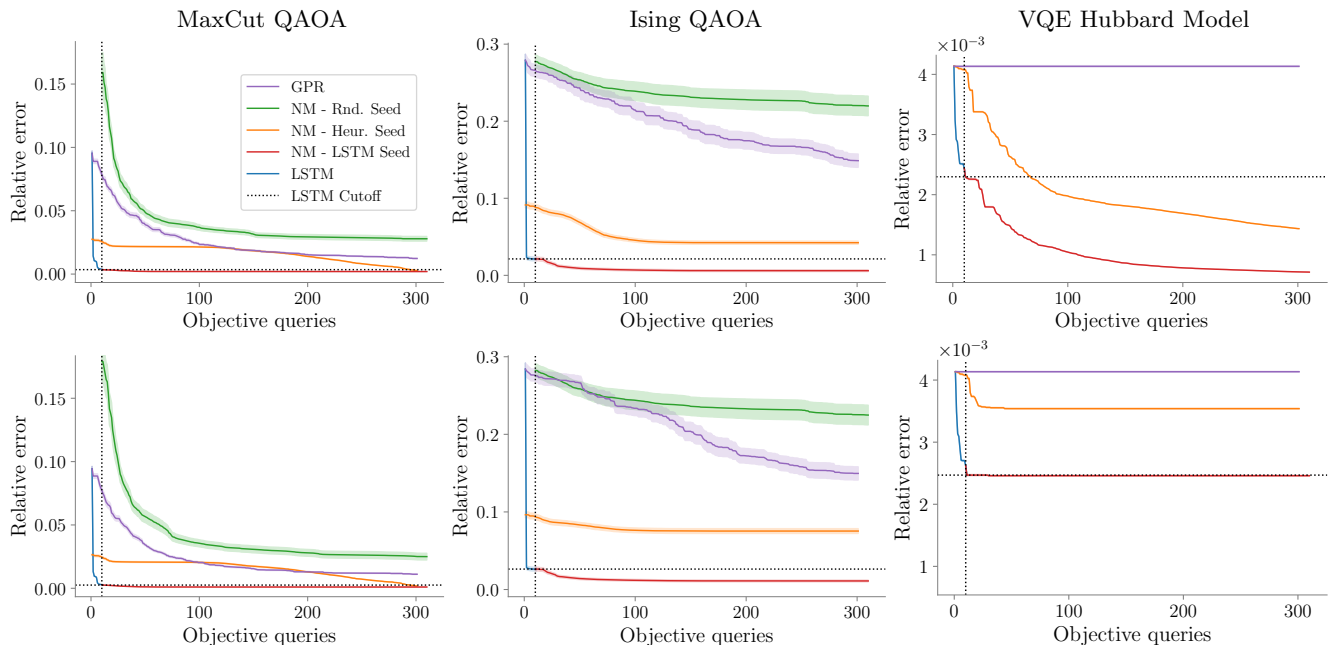 MaxCut QAOA
Ising QAOA
VQE Hubbard Model
Relative error
0.15
0.10
0.05
0.00
0
100
200
300
Objective queries
GPR
NM - Rnd. Seed
NM - Heur. Seed
NM - LSTM Seed
LSTM
LSTM Cutoff
Relative error
0.3
0.2
0.1
0.0
0
100
200
300
Objective queries
×10⁻³
Relative error
4
3
2
1
0
100
200
300
Objective queries
Relative error
0.15
0.10
0.05
0.00
0
100
200
300
Objective queries
Relative error
0.3
0.2
0.1
0.0
0
100
200
300
Objective queries
×10⁻³
Relative error
4
3
2
1
0
100
200
300
Objective queries